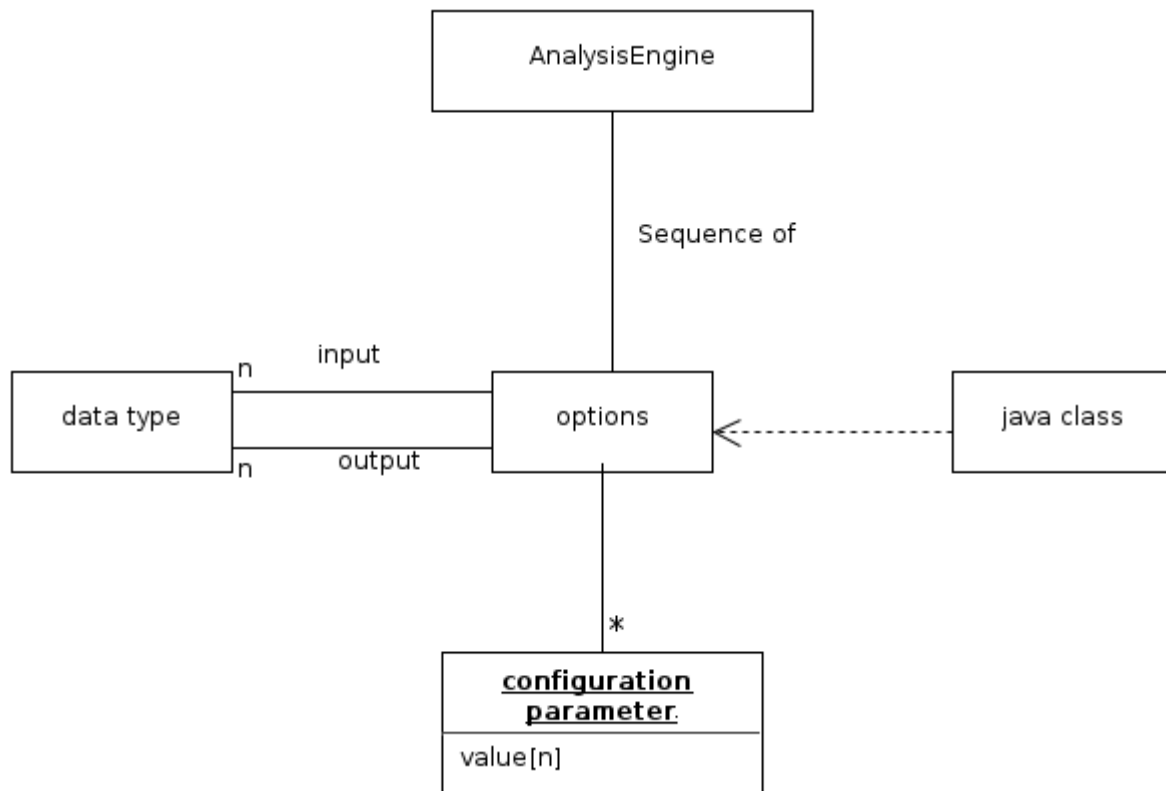 AnalysisEngine
Sequence of
n
input
data type
options
java class
n
output
*
configuration
parameter.
value[n]